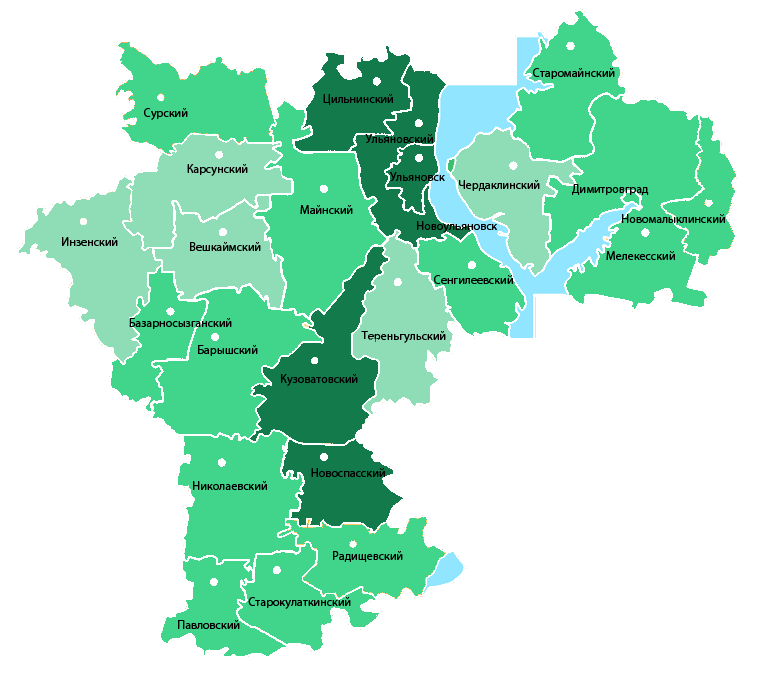 Старомайнский
Цильнинский
Сурский
Ульяновский
Карсунский
Ульяновск
Чердаклинский
Димитровград
Майнский
Новомалыклинский
Новоульяновск
Инзенский
Вешкаймский
Мелекесский
Сенгилеевский
Базарносызганский
Тереньгульский
Барышский
Кузоватовский
Новоспасский
Николаевский
Радищевский
Старокулаткинский
Павловский